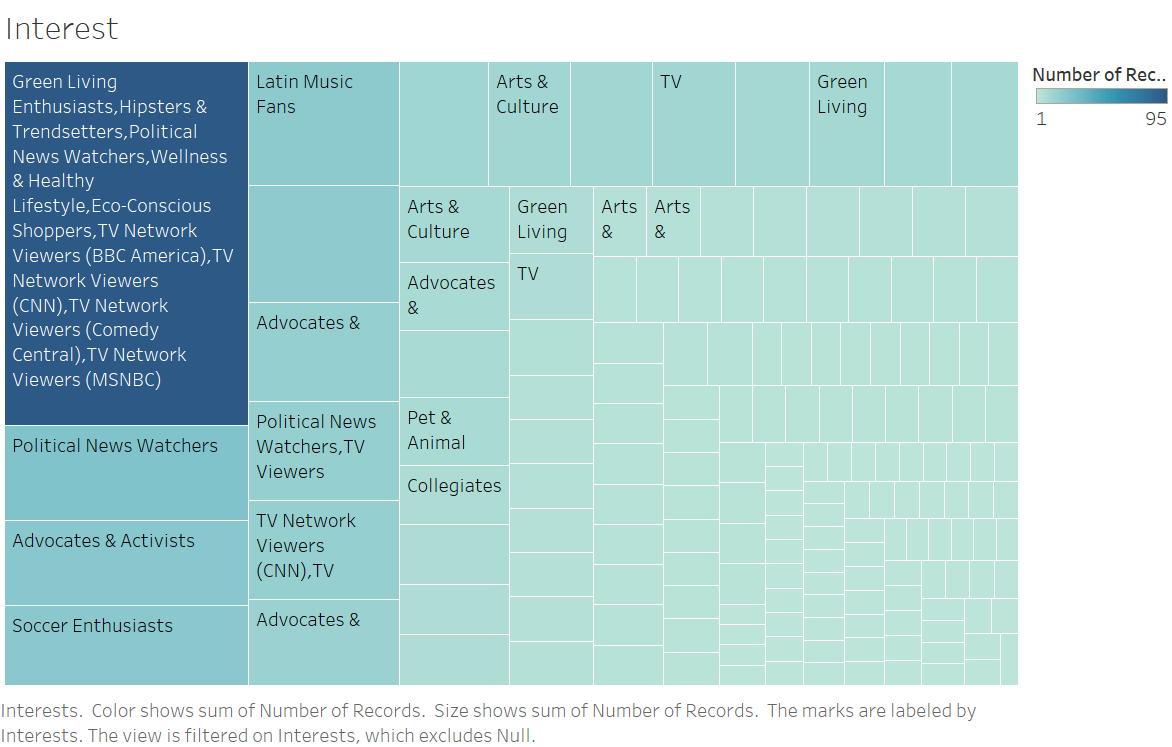 Interest
Green Living
Enthusiasts,Hipsters &
Trendsetters,Political
News Watchers,Wellness
& Healthy
Lifestyle,Eco-Conscious
Shoppers,TV Network
Viewers (BBC America),TV
Network Viewers
(CNN),TV Network
Viewers (Comedy
Central),TV Network
Viewers (MSNBC)
Political News Watchers
Advocates & Activists
Soccer Enthusiasts
Latin Music
Fans
Advocates &
Political News
Watchers,TV
Viewers
TV Network
Viewers
(CNN),TV
Advocates &
Arts &
Culture
TV
Green
Living
Arts &
Culture
Advocates
&
Pet &
Animal
Collegiates
Green
Living
TV
Arts
&
Arts
&
Number of Rec..
1 95
Interests.  Color shows sum of Number of Records.  Size shows sum of Number of Records.  The marks are labeled by
Interests. The view is filtered on Interests, which excludes Null.